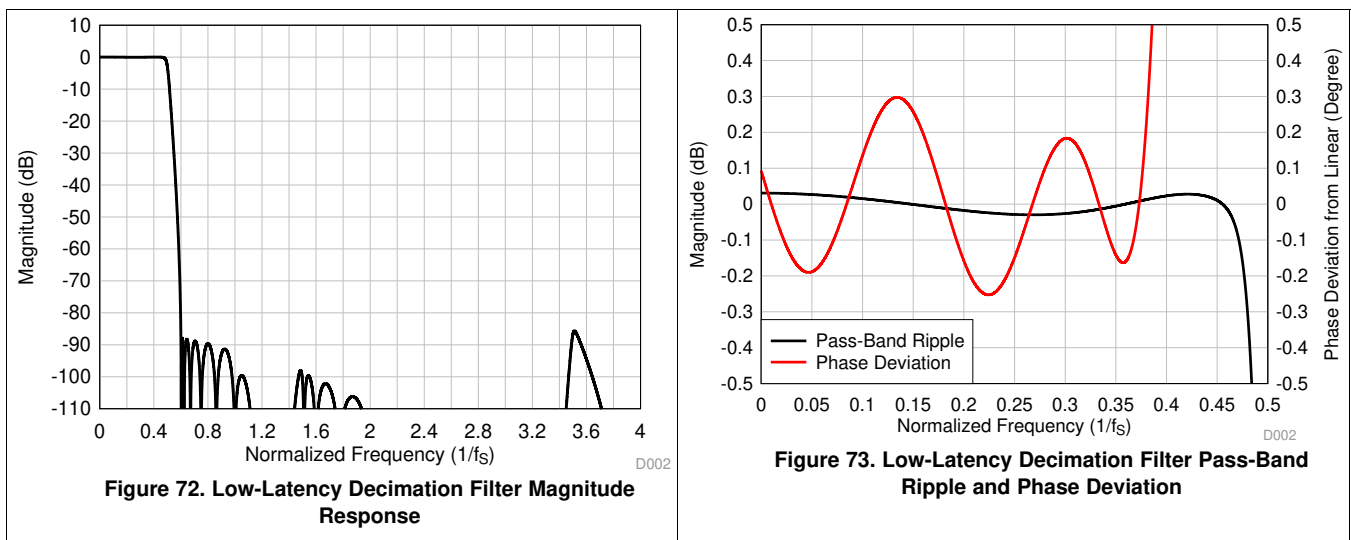 10
0
-10
-20
-30
-40
-50
-60
-70
-80
-90
-100
-110
Magnitude (dB)
0 0.4 0.8 1.2 1.6 2 2.4 2.8 3.2 3.6 4
Normalized Frequency (1/fS)
D002
Figure 72. Low-Latency Decimation Filter Magnitude
Response
0.5
0.4
0.3
0.2
0.1
0
-0.1
-0.2
-0.3
-0.4
-0.5
Magnitude (dB)
0.5
0.4
0.3
0.2
0.1
0
-0.1
-0.2
-0.3
-0.4
-0.5
Phase Deviation from Linear (Degree)
Pass-Band Ripple
Phase Deviation
0 0.05 0.1 0.15 0.2 0.25 0.3 0.35 0.4 0.45 0.5
Normalized Frequency (1/fS)
D002
Figure 73. Low-Latency Decimation Filter Pass-Band
Ripple and Phase Deviation